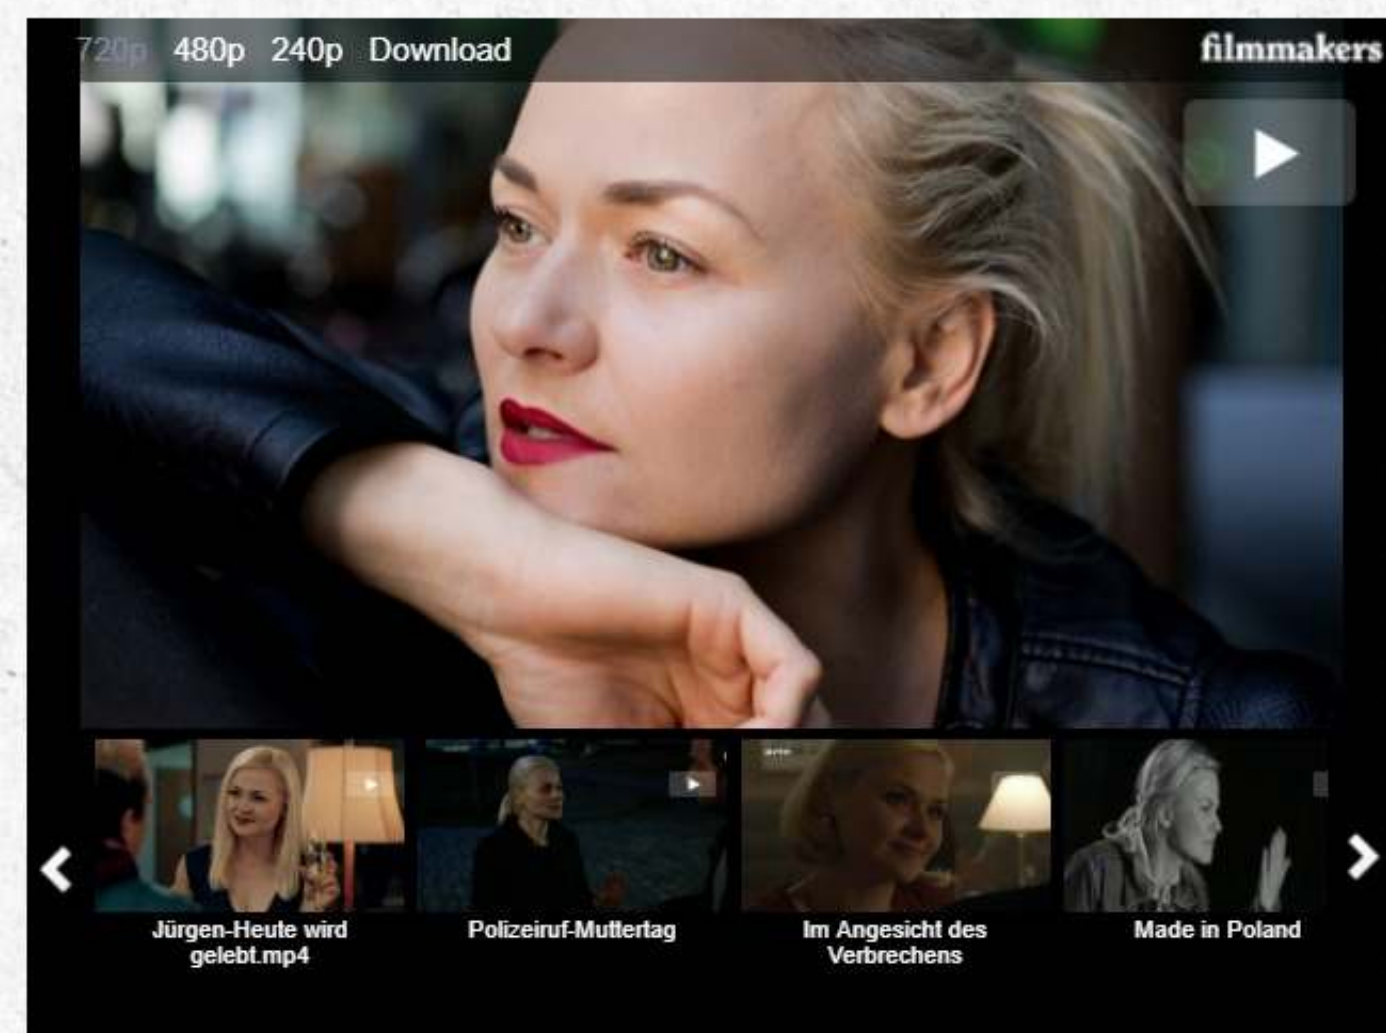 720p 480p 240p Download
filmmakers
arte
Jürgen-Heute wird
gelebt.mp4
Polizeiruf-Muttertag
Im Angesicht des
Verbrechens
Made in Poland